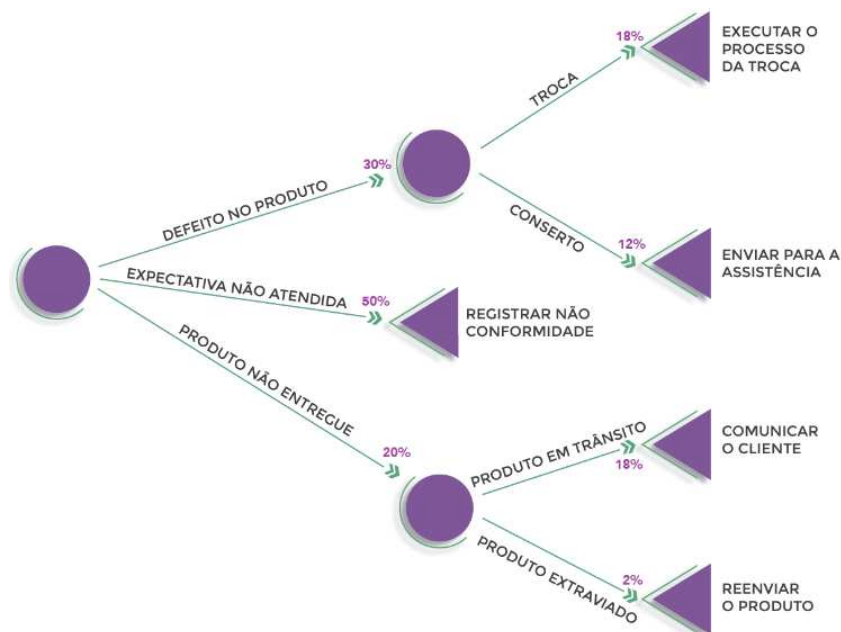 18%
EXECUTAR O
PROCESSO
DA TROCA
TROCA
30%
DEFEITO NO PRODUTO
CONSERTO
12%
ENVIAR PARA A
ASSISTÊNCIA
EXPECTATIVA NÃO ATENDIDA
50%
REGISTRAR NÃO
CONFORMIDADE
PRODUTO NÃO ENTREGUE
20%
PRODUTO EM TRÂNSITO
18%
COMUNICAR
O CLIENTE
PRODUTO EXTRAVIADO
2%
REENVIAR
O PRODUTO